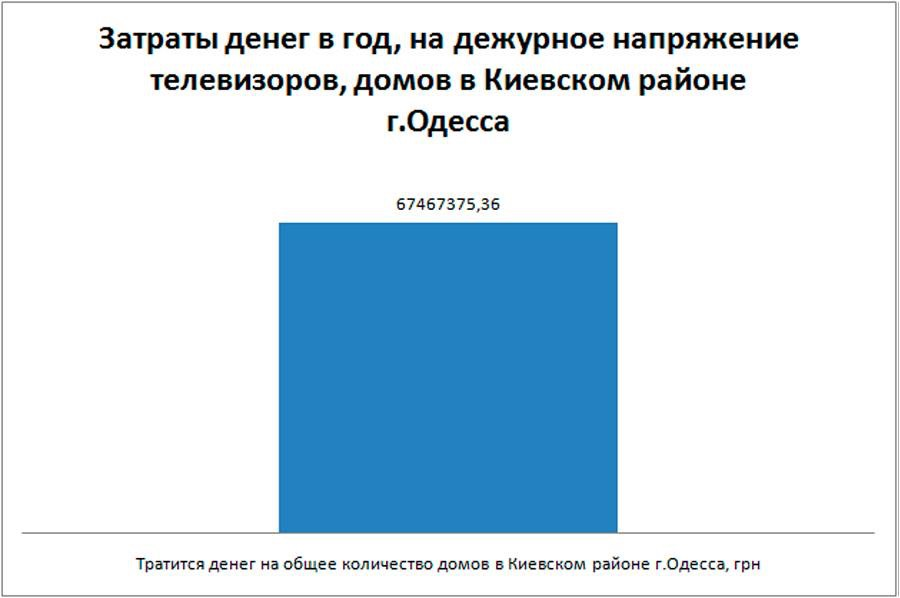 Затраты денег в год, на дежурное напряжение
телевизоров, домов в Киевском районе
г.Одесса
67467375,36
Тратится денег на общее количество домов в Киевском районе г.Одесса, грн